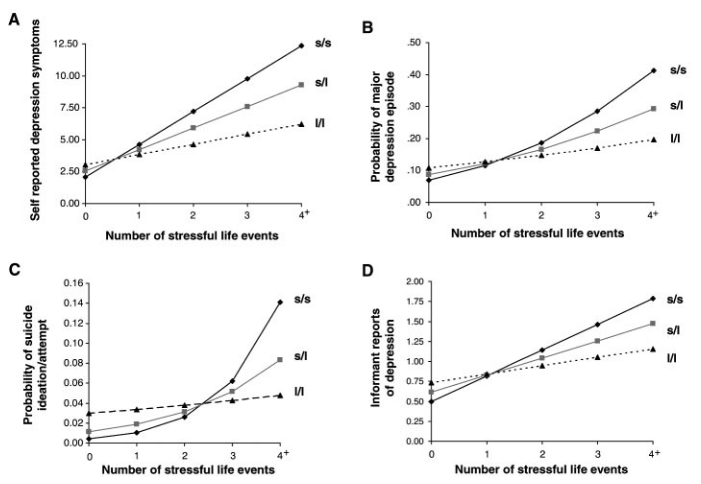 A
Self reported depression symptoms
12.50
10.00
7.50
5.00
2.50
0.00
0 1 2 3 4+
Number of stressful life events
s/s
s/l
l/l
B
Probability of major
depression episode
.50
.40
.30
.20
.10
.00
0 1 2 3 4+
Number of stressful life events
s/s
s/l
l/l
C
Probability of suicide
ideation/attempt
0.16
0.14
0.12
0.10
0.08
0.06
0.04
0.02
0.00
0 1 2 3 4+
Number of stressful life events
s/s
s/l
l/l
D
Informant reports
of depression
2.00
1.75
1.50
1.25
1.00
0.75
0.50
0.25
0.00
0 1 2 3 4+
Number of stressful life events
s/s
s/l
l/l